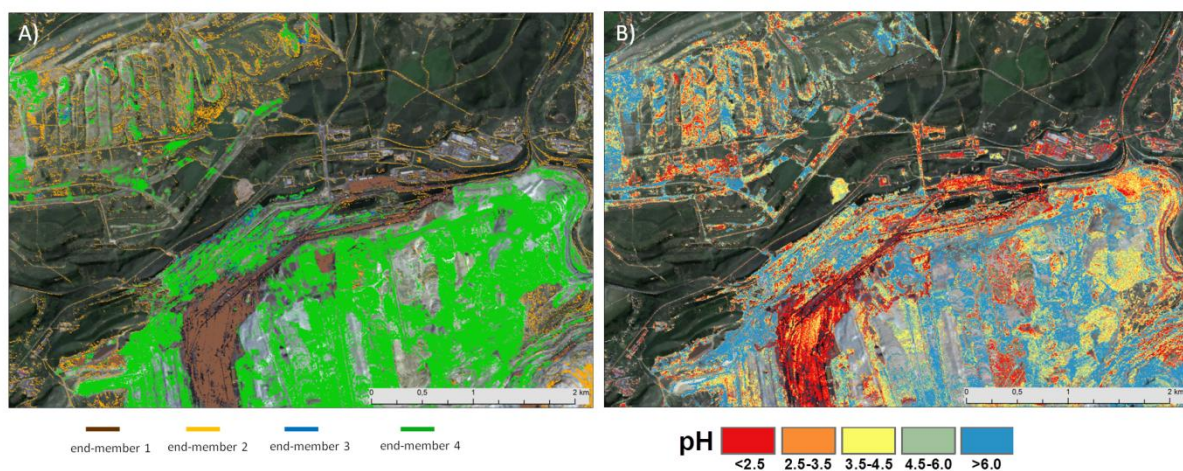 A)
B)
0 0,5 1 2 km
0 0,5 1 2 km
end-member 1 end-member 2 end-member 3 end-member 4
pH
<2.5 2.5-3.5 3.5-4.5 4.5-6.0 >6.0